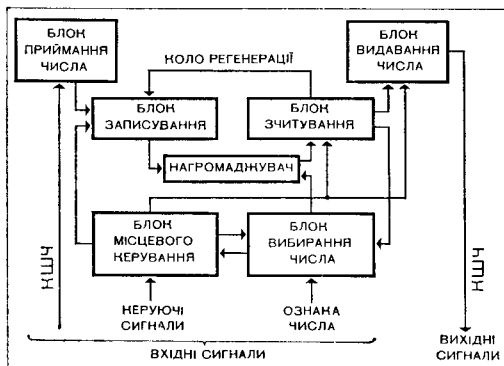 БЛОК
ПРИЙМАННЯ
ЧИСЛА
КОЛО РЕГЕНЕРАЦІЇ
БЛОК
ВИДАВАННЯ
ЧИСЛА
БЛОК
ЗАПИСУВАННЯ
БЛОК
ЗЧИТУВАННЯ
НАГРОМАДЖУВАЧ
БЛОК
МІСЦЕВОГО
КЕРУВАННЯ
БЛОК
ВИБИРАННЯ
ЧИСЛА
КШЧ
КШЧ
КЕРУЮЧІ
СИГНАЛИ
ОЗНАКА
ЧИСЛА
ВХІДНІ СИГНАЛИ
ВИХІДНІ
СИГНАЛИ